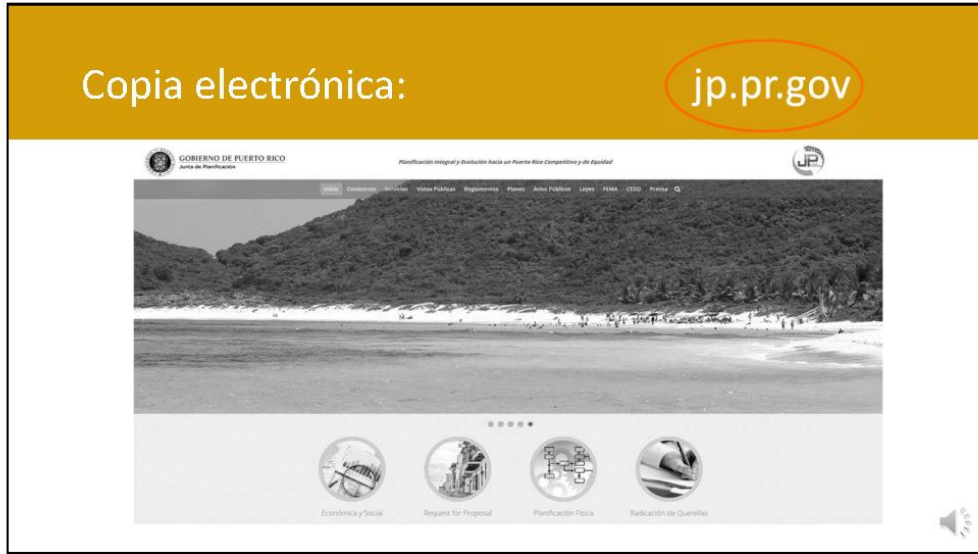 Copia electrónica:
jp.pr.gov
GOBIERNO DE PUERTO RICO
Junta de Planificación
Planificación Integral y Evolución hacia un Puerto Rico Competitivo y de Equidad
JP
Inicio Conócenos Servicios Vistas Públicas Reglamentos Planes Aviso Públicos Leyes FEMA CEDD Prensa
Económica y Social
Request for Proposal
Planificación Física
Radicación de Querellas